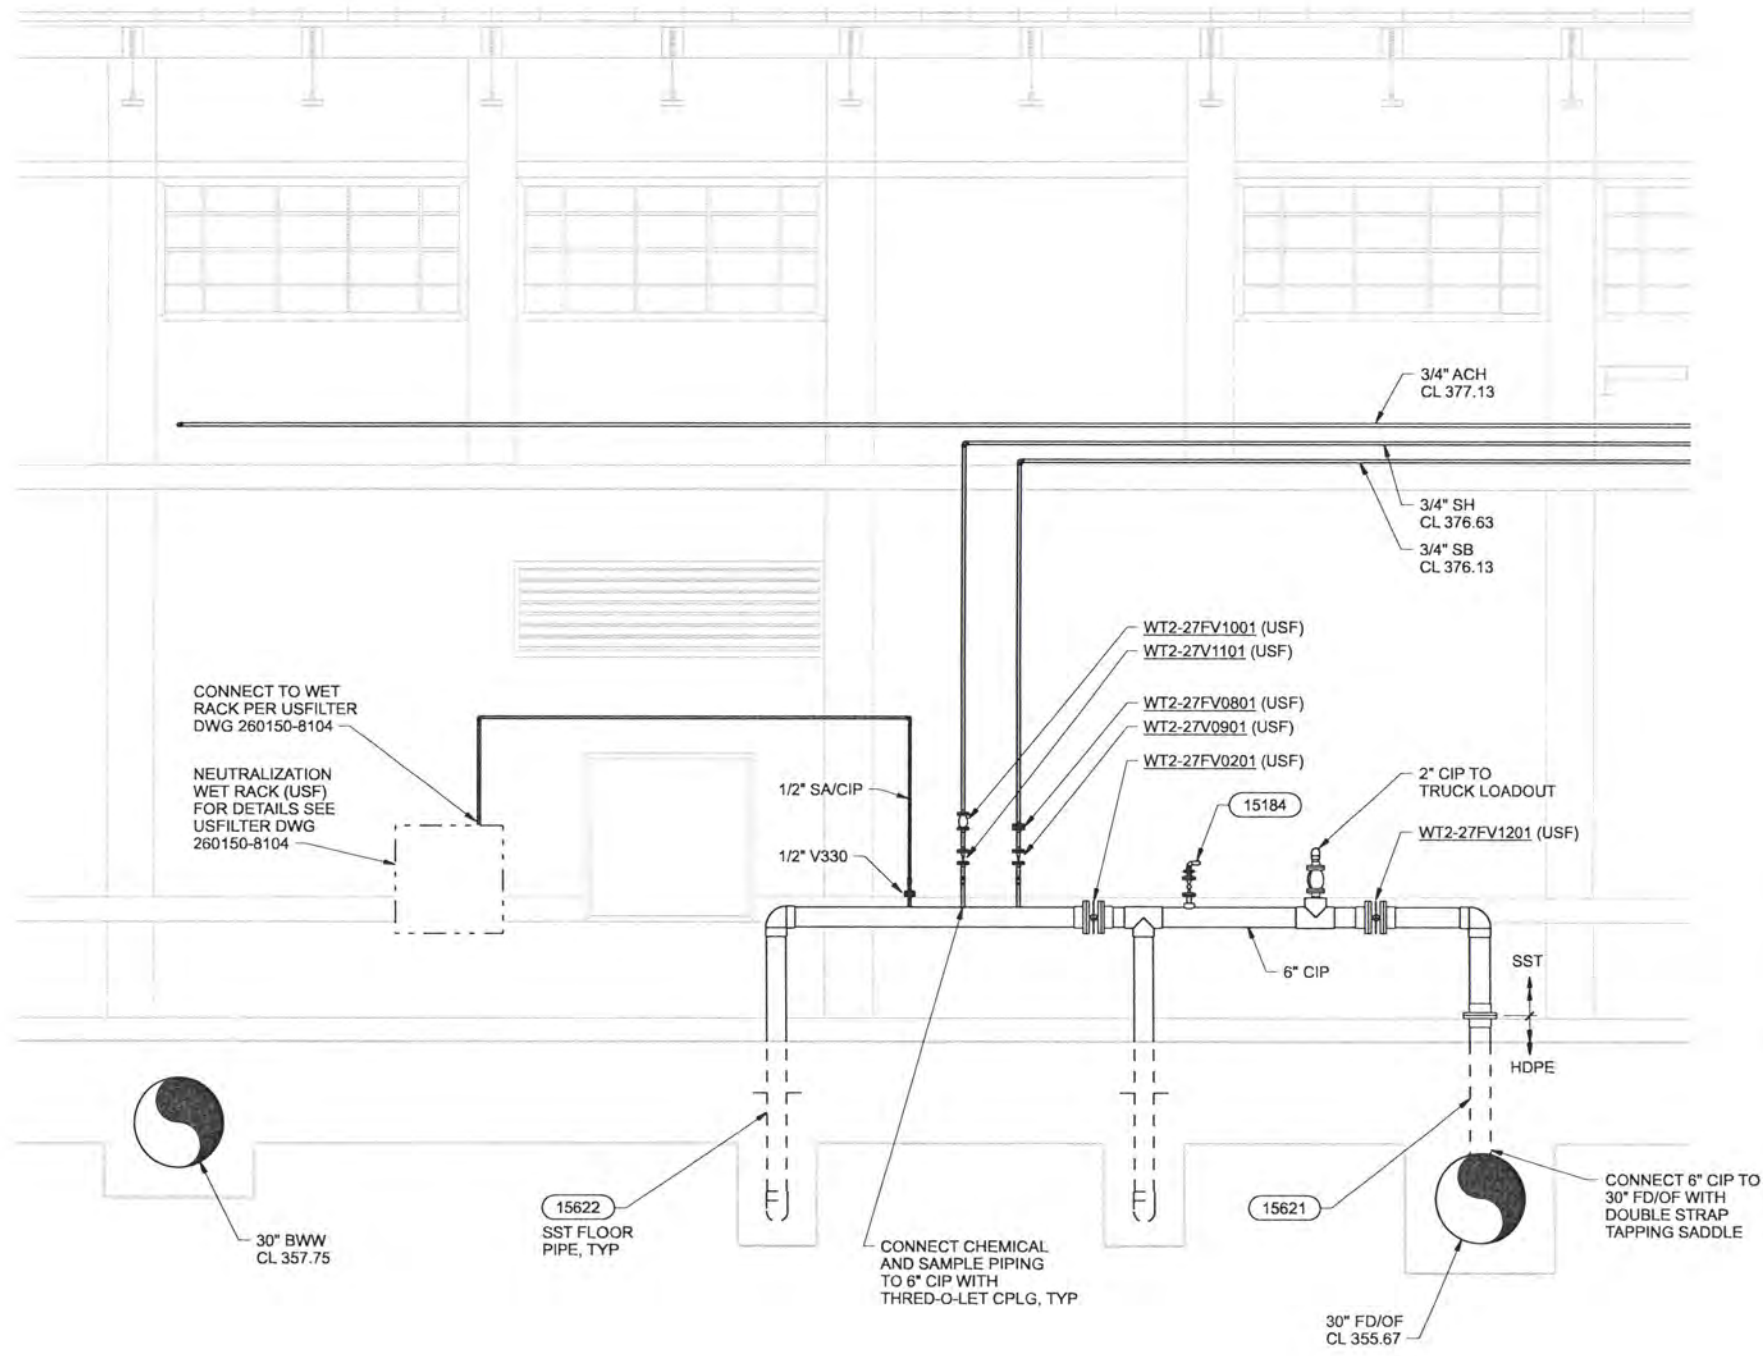 3/4" ACH
CL 377.13
3/4" SH
CL 376.63
3/4" SB
CL 376.13
WT2-27FV1001 (USF)
WT2-27V1101 (USF)
WT2-27FV0801 (USF)
WT2-27V0901 (USF)
WT2-27FV0201 (USF)
CONNECT TO WET
RACK PER USFILTER
DWG 260150-8104
NEUTRALIZATION
WET RACK (USF)
FOR DETAILS SEE
USFILTER DWG
260150-8104
1/2" SA/CIP
1/2" V330
15184
2" CIP TO
TRUCK LOADOUT
WT2-27FV1201 (USF)
6" CIP
SST
HDPE
30" BWW
CL 357.75
15622
SST FLOOR
PIPE, TYP
CONNECT CHEMICAL
AND SAMPLE PIPING
TO 6" CIP WITH
THRED-O-LET CPLG, TYP
15621
CONNECT 6" CIP TO
30" FD/OF WITH
DOUBLE STRAP
TAPPING SADDLE
30" FD/OF
CL 355.67